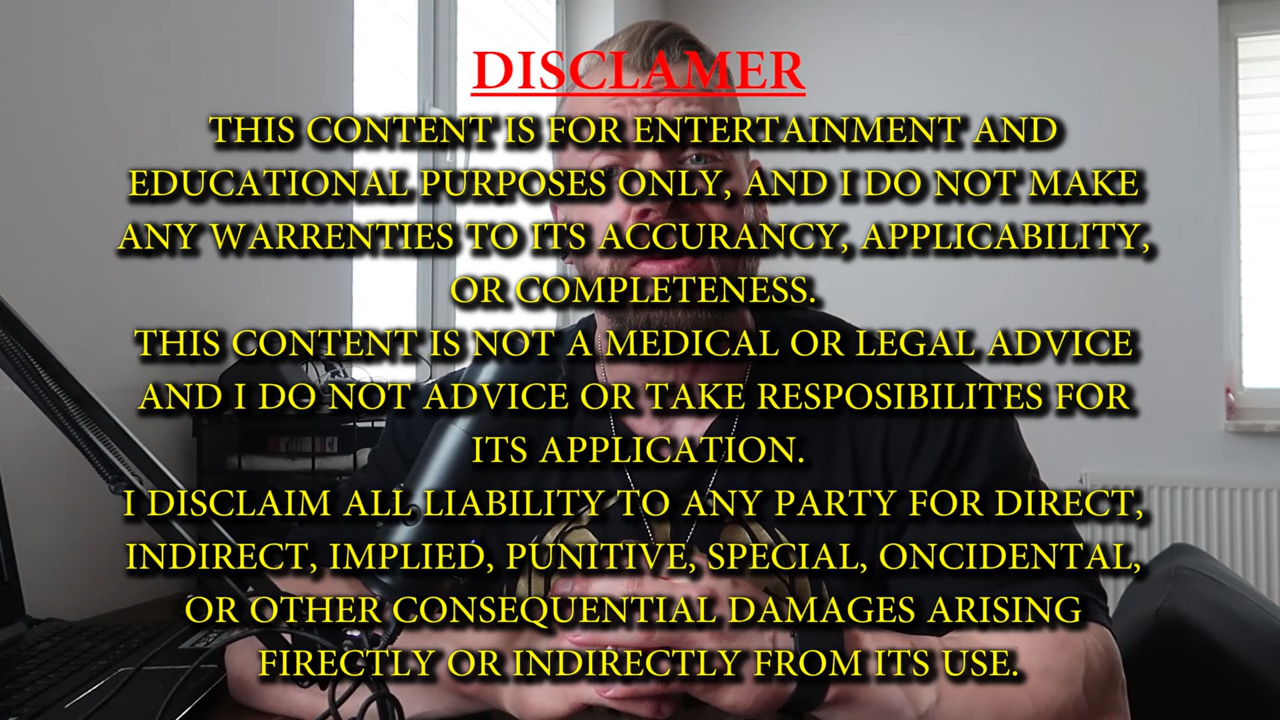 DISCLAMER
THIS CONTENT IS FOR ENTERTAINMENT AND
EDUCATIONAL PURPOSES ONLY, AND I DO NOT MAKE
ANY WARRENTIES TO ITS ACCURANCY, APPLICABILITY,
OR COMPLETENESS.
THIS CONTENT IS NOT A MEDICAL OR LEGAL ADVICE
AND I DO NOT ADVICE OR TAKE RESPOSIBILITES FOR
ITS APPLICATION.
I DISCLAIM ALL LIABILITY TO ANY PARTY FOR DIRECT,
INDIRECT, IMPLIED, PUNITIVE, SPECIAL, ONCIDENTAL,
OR OTHER CONSEQUENTIAL DAMAGES ARISING
FIRECTLY OR INDIRECTLY FROM ITS USE.